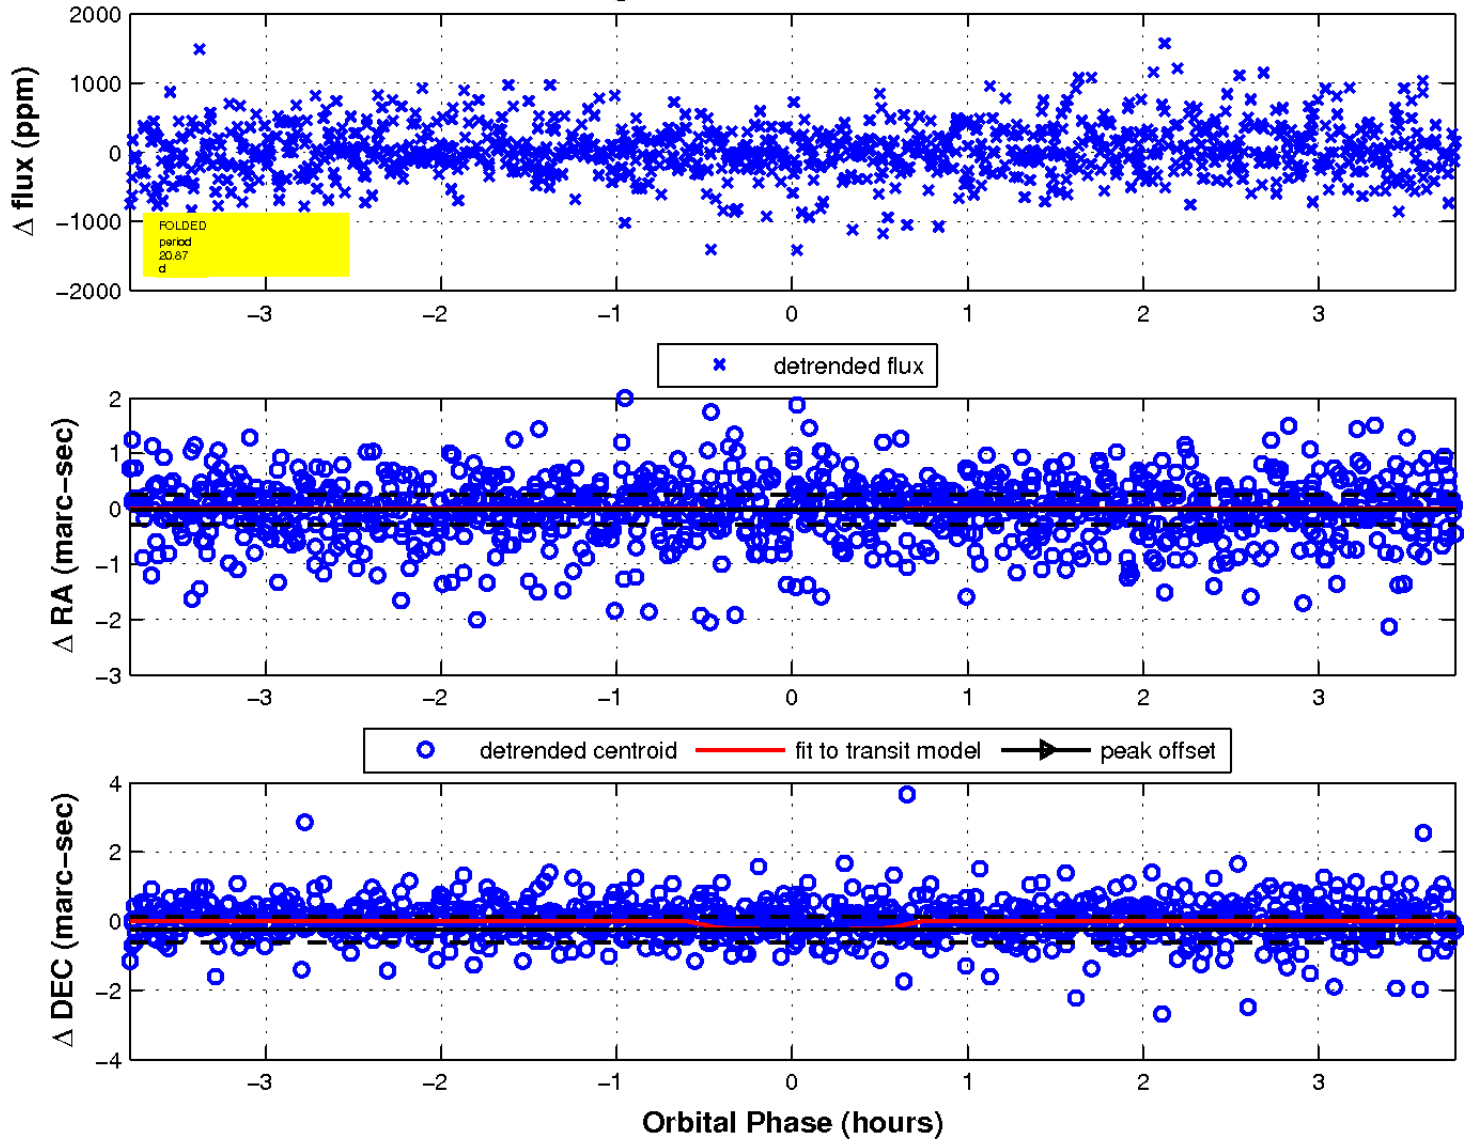 2000
1000
0
−1000
−2000
Δ flux (ppm)
FOLDED
period
20.87
d
−3 −2 −1 0 1 2 3
detrended flux
2
1
0
−1
−2
−3
Δ RA (marc−sec)
−3 −2 −1 0 1 2 3
detrended centroid fit to transit model peak offset
4
2
0
−2
−4
Δ DEC (marc−sec)
−3 −2 −1 0 1 2 3
Orbital Phase (hours)